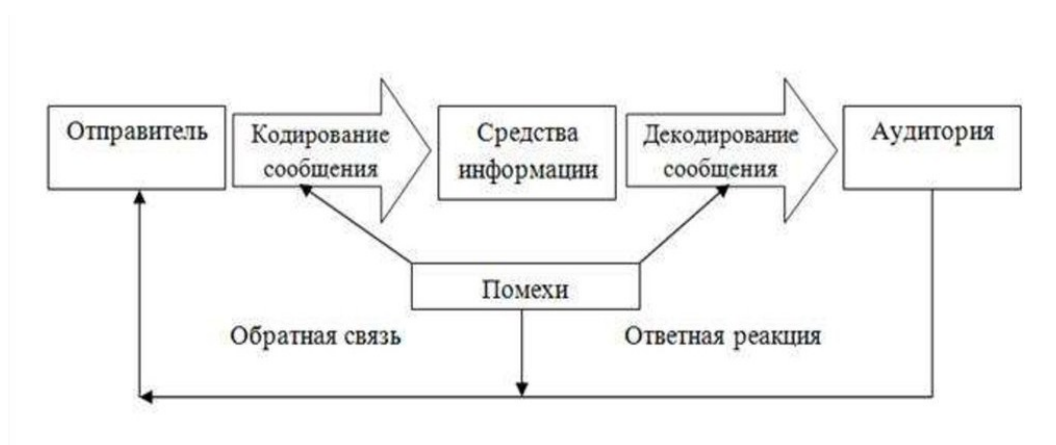 Отправитель
Кодирование
сообщения
Средства
информации
Декодирование
сообщения
Аудитория
Помехи
Обратная связь
Ответная реакция